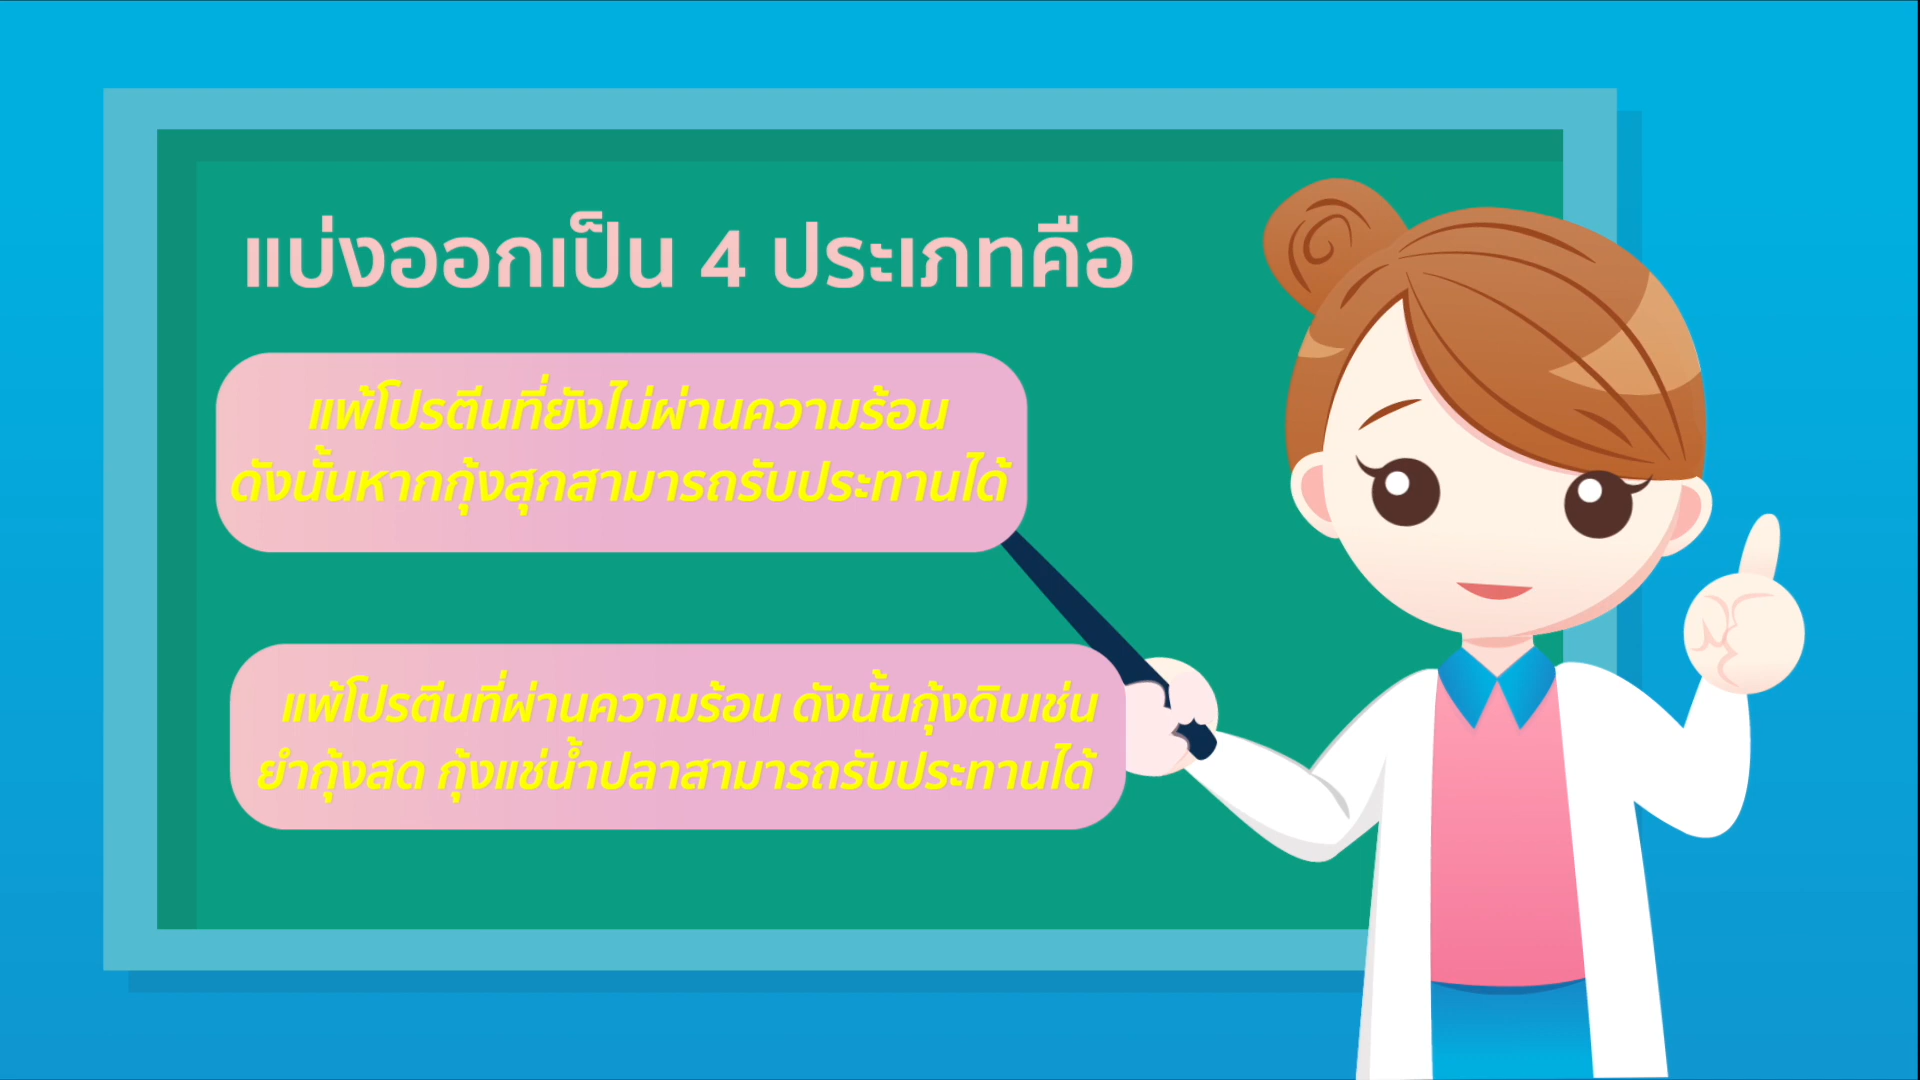 แบ่งออกเป็น 4 ประเภทคือ
แพ้โปรตีนที่ยังไม่ผ่านความร้อน
ดังนั้นหากกุ้งสุกสามารถรับประทานได้
แพ้โปรตีนที่ผ่านความร้อน ดังนั้นกุ้งดิบเช่น
ยำกุ้งสด กุ้งแช่น้ำปลาสามารถรับประทานได้